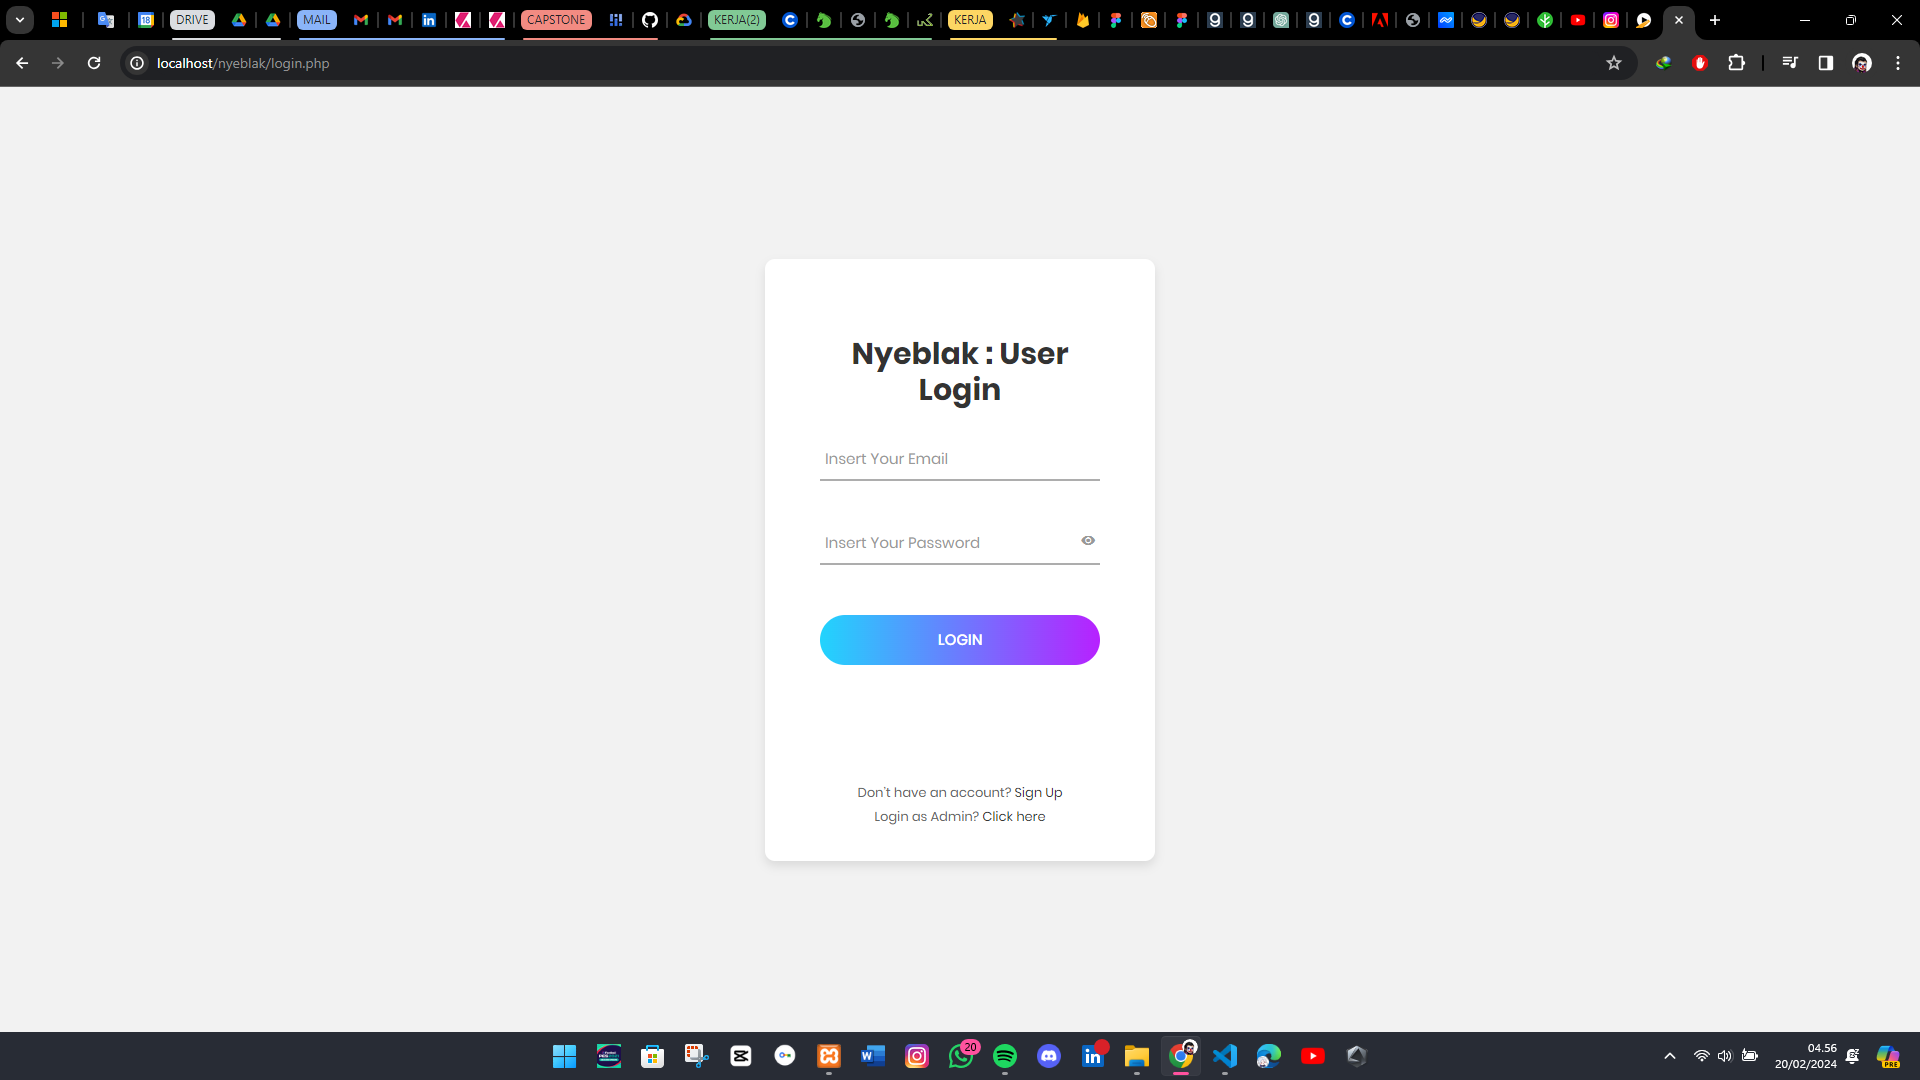 DRIVE
MAIL
CAPSTONE
KERJA(2)
KERJA
localhost/nyeblak/login.php
Nyeblak : User
Login
Insert Your Email
Insert Your Password
LOGIN
Don't have an account? Sign Up
Login as Admin? Click here
20
04.56
20/02/2024
PRE